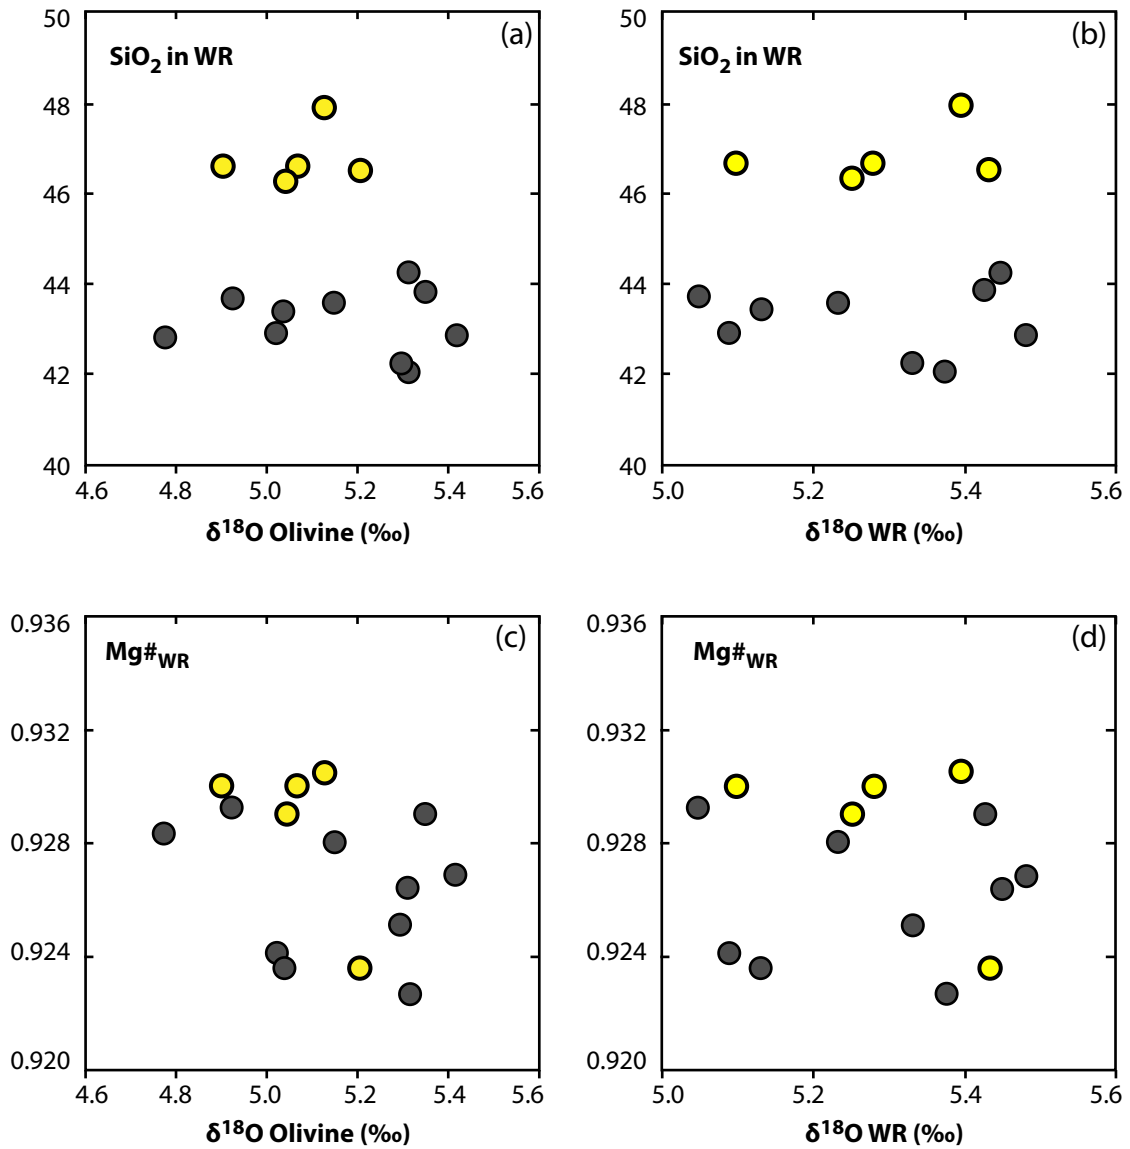 (a)
SiO2 in WR
50
48
46
44
42
40
4.6 4.8 5.0 5.2 5.4 5.6
δ18O Olivine (‰)
(b)
SiO2 in WR
50
48
46
44
42
40
5.0 5.2 5.4 5.6
δ18O WR (‰)
(c)
Mg#WR
0.936
0.932
0.928
0.924
0.920
4.6 4.8 5.0 5.2 5.4 5.6
δ18O Olivine (‰)
(d)
Mg#WR
0.936
0.932
0.928
0.924
0.920
5.0 5.2 5.4 5.6
δ18O WR (‰)